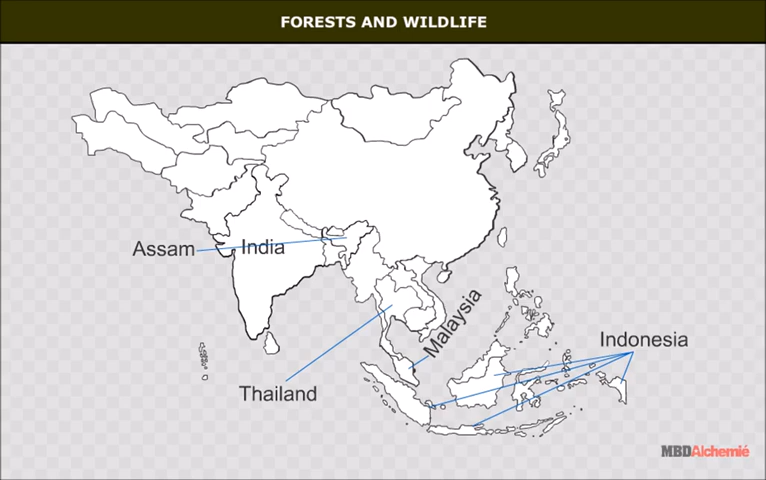 FORESTS AND WILDLIFE
Assam
India
Malaysia
Indonesia
Thailand
MBDAlchemié